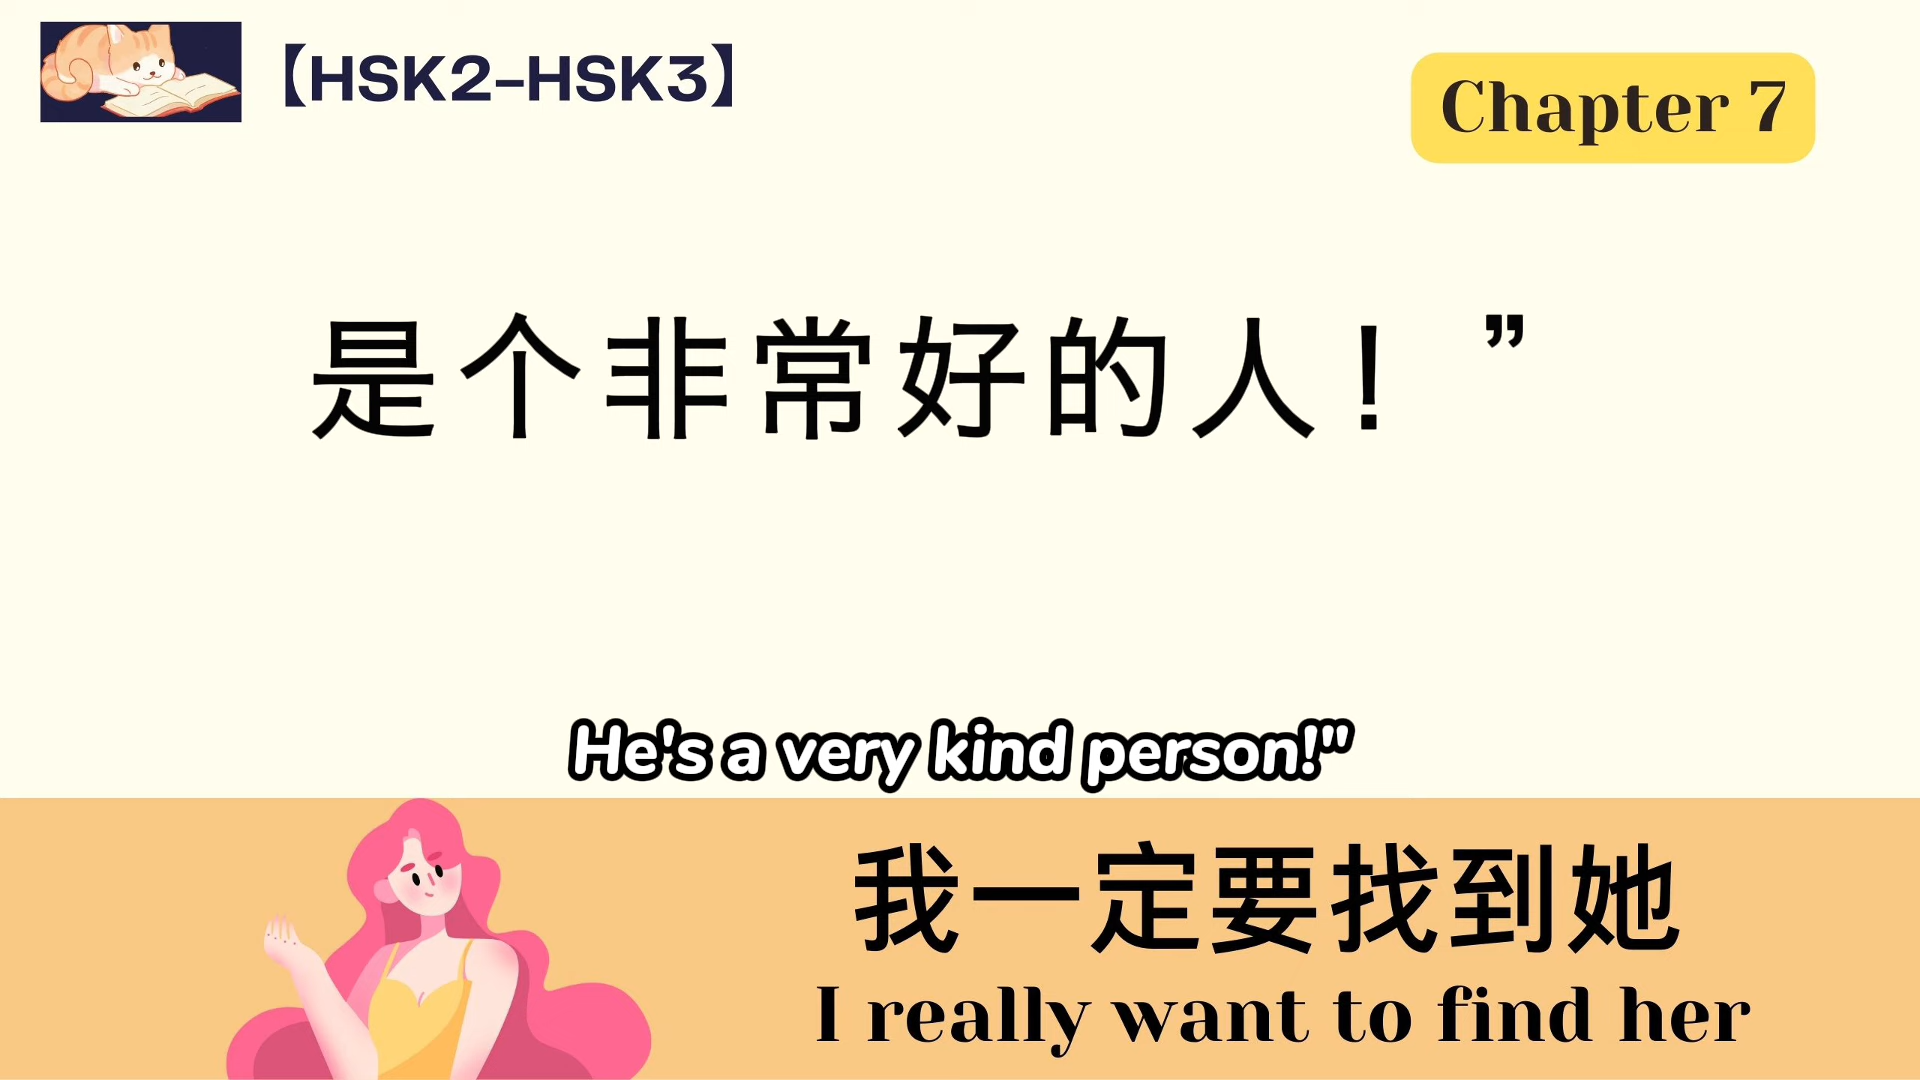 【HSK2-HSK3】
Chapter 7
是个非常好的人！”
He's a very kind person!"
我一定要找到她
I really want to find her